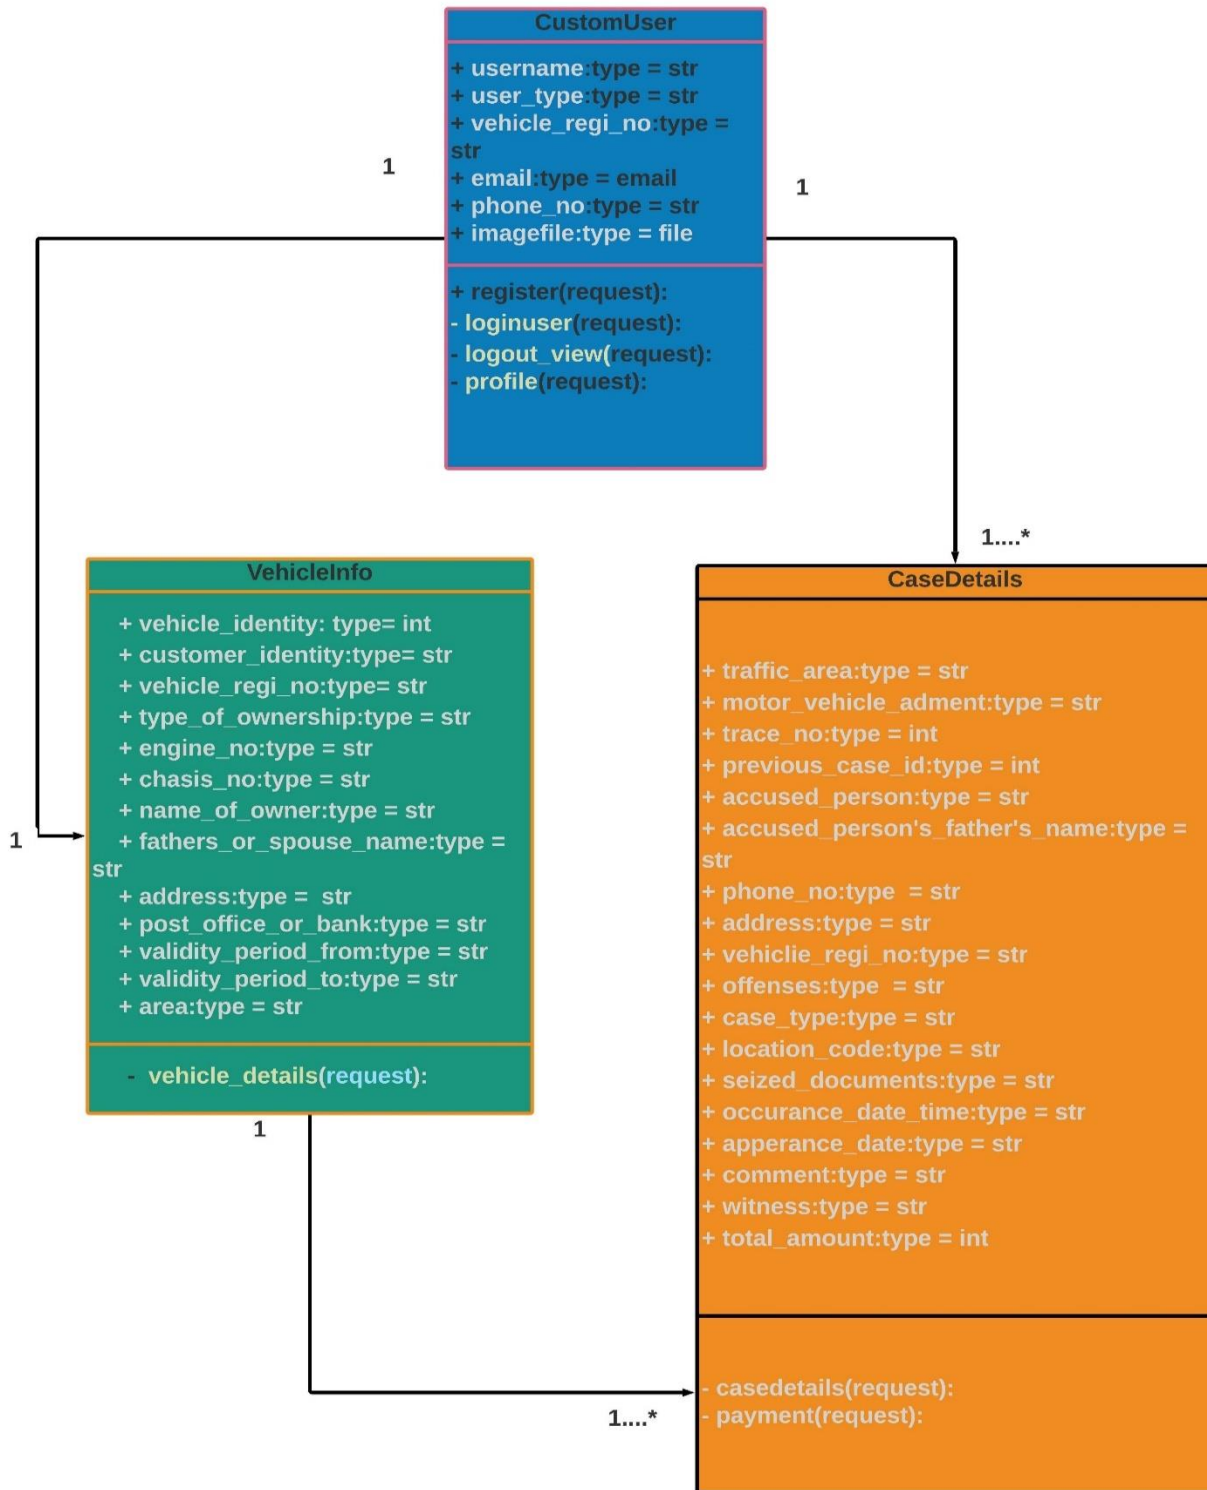 CustomUser
+ username:type = str
+ user_type:type = str
+ vehicle_regi_no:type =
str
+ email:type = email
+ phone_no:type = str
+ imagefile:type = file
+ register(request):
- loginuser(request):
- logout_view(request):
- profile(request):
1
1
1
1....*
VehicleInfo
+ vehicle_identity: type= int
+ customer_identity:type= str
+ vehicle_regi_no:type= str
+ type_of_ownership:type = str
+ engine_no:type = str
+ chasis_no:type = str
+ name_of_owner:type = str
+ fathers_or_spouse_name:type =
str
+ address:type =  str
+ post_office_or_bank:type = str
+ validity_period_from:type = str
+ validity_period_to:type = str
+ area:type = str
- vehicle_details(request):
1
1....*
CaseDetails
+ traffic_area:type = str
+ motor_vehicle_adment:type = str
+ trace_no:type = int
+ previous_case_id:type = int
+ accused_person:type = str
+ accused_person's_father's_name:type =
str
+ phone_no:type  = str
+ address:type = str
+ vehiclie_regi_no:type = str
+ offenses:type  = str
+ case_type:type = str
+ location_code:type = str
+ seized_documents:type = str
+ occurance_date_time:type = str
+ apperance_date:type = str
+ comment:type = str
+ witness:type = str
+ total_amount:type = int
- casedetails(request):
- payment(request):